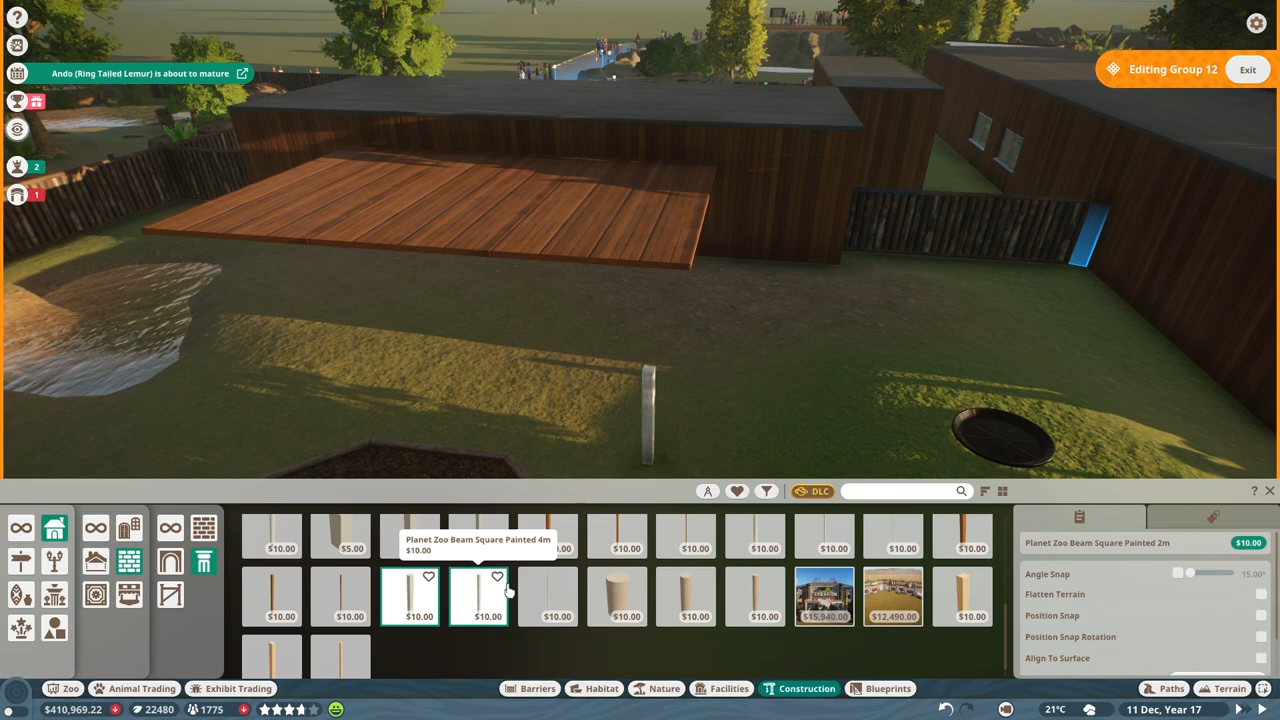 ?
Ando (Ring Tailed Lemur) is about to mature
2
1
Editing Group 12
Exit
DLC
? ✕
Planet Zoo Beam Square Painted 4m
$10.00
$10.00 $5.00 $10.00 $10.00 $10.00 $10.00 $10.00 $10.00
$10.00 $10.00 $10.00 $10.00 $10.00 $10.00 $10.00 $10.00 $15,940.00 $12,490.00 $10.00
Planet Zoo Beam Square Painted 2m
$10.00
Angle Snap
15.00°
Flatten Terrain
Position Snap
Position Snap Rotation
Align To Surface
Zoo
Animal Trading
Exhibit Trading
Barriers
Habitat
Nature
Facilities
Construction
Blueprints
Paths
Terrain
$410,969.22
22480
1775
21°C
11 Dec, Year 17